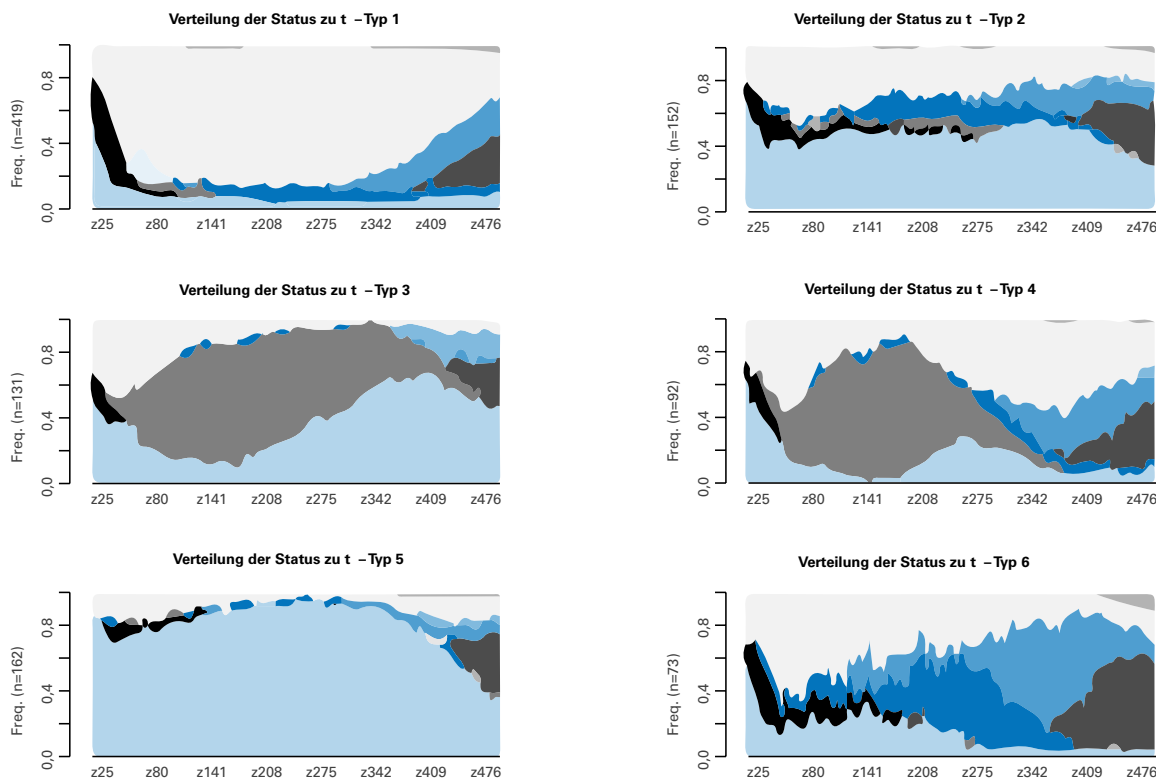 Verteilung der Status zu t – Typ 1
Freq. (n=419)
0,0 0,4 0,8
z25 z80 z141 z208 z275 z342 z409 z476
Verteilung der Status zu t – Typ 2
Freq. (n=152)
0,0 0,4 0,8
z25 z80 z141 z208 z275 z342 z409 z476
Verteilung der Status zu t – Typ 3
Freq. (n=131)
0,0 0,4 0,8
z25 z80 z141 z208 z275 z342 z409 z476
Verteilung der Status zu t – Typ 4
Freq. (n=92)
0,0 0,4 0,8
z25 z80 z141 z208 z275 z342 z409 z476
Verteilung der Status zu t – Typ 5
Freq. (n=162)
0,0 0,4 0,8
z25 z80 z141 z208 z275 z342 z409 z476
Verteilung der Status zu t – Typ 6
Freq. (n=73)
0,0 0,4 0,8
z25 z80 z141 z208 z275 z342 z409 z476